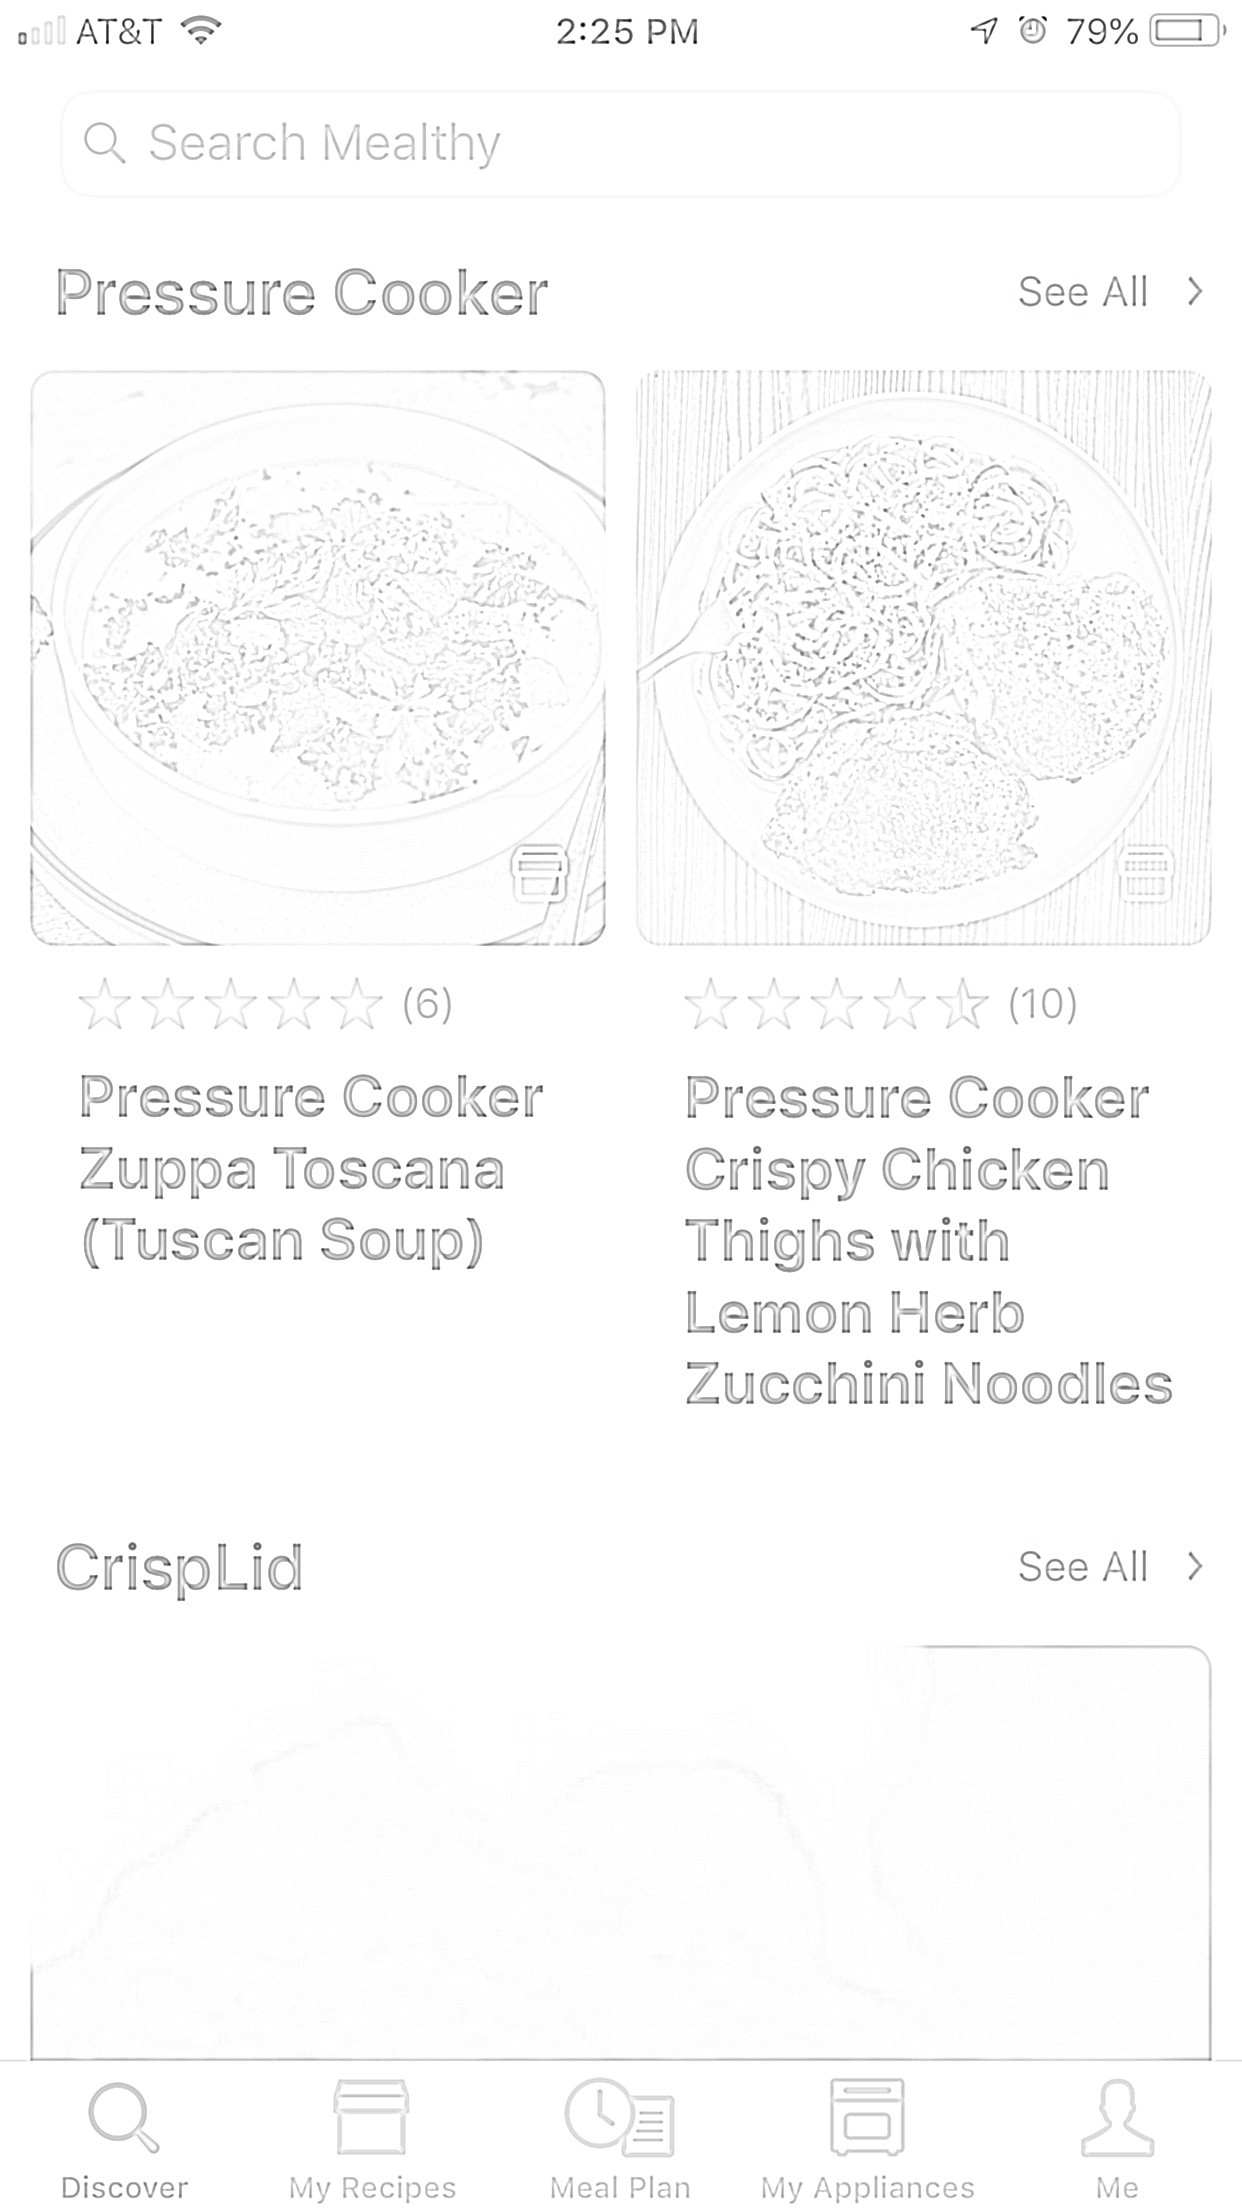 AT&T 2:25 PM 79%
Search Mealthy
Pressure Cooker See All
(6) (10)
Pressure Cooker
Zuppa Toscana
(Tuscan Soup)
Pressure Cooker
Crispy Chicken
Thighs with
Lemon Herb
Zucchini Noodles
CrispLid See All
Discover My Recipes Meal Plan My Appliances Me